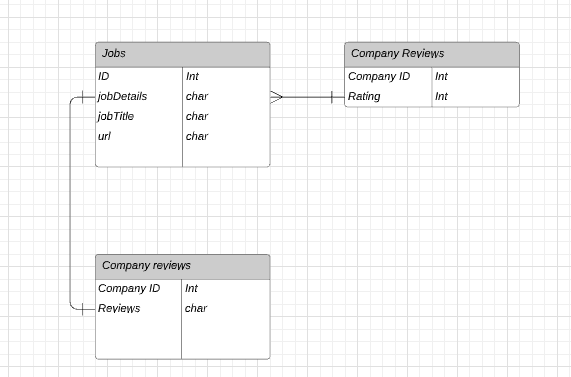 Jobs
ID Int
jobDetails char
jobTitle char
url char
Company Reviews
Company ID Int
Rating Int
Company reviews
Company ID Int
Reviews char